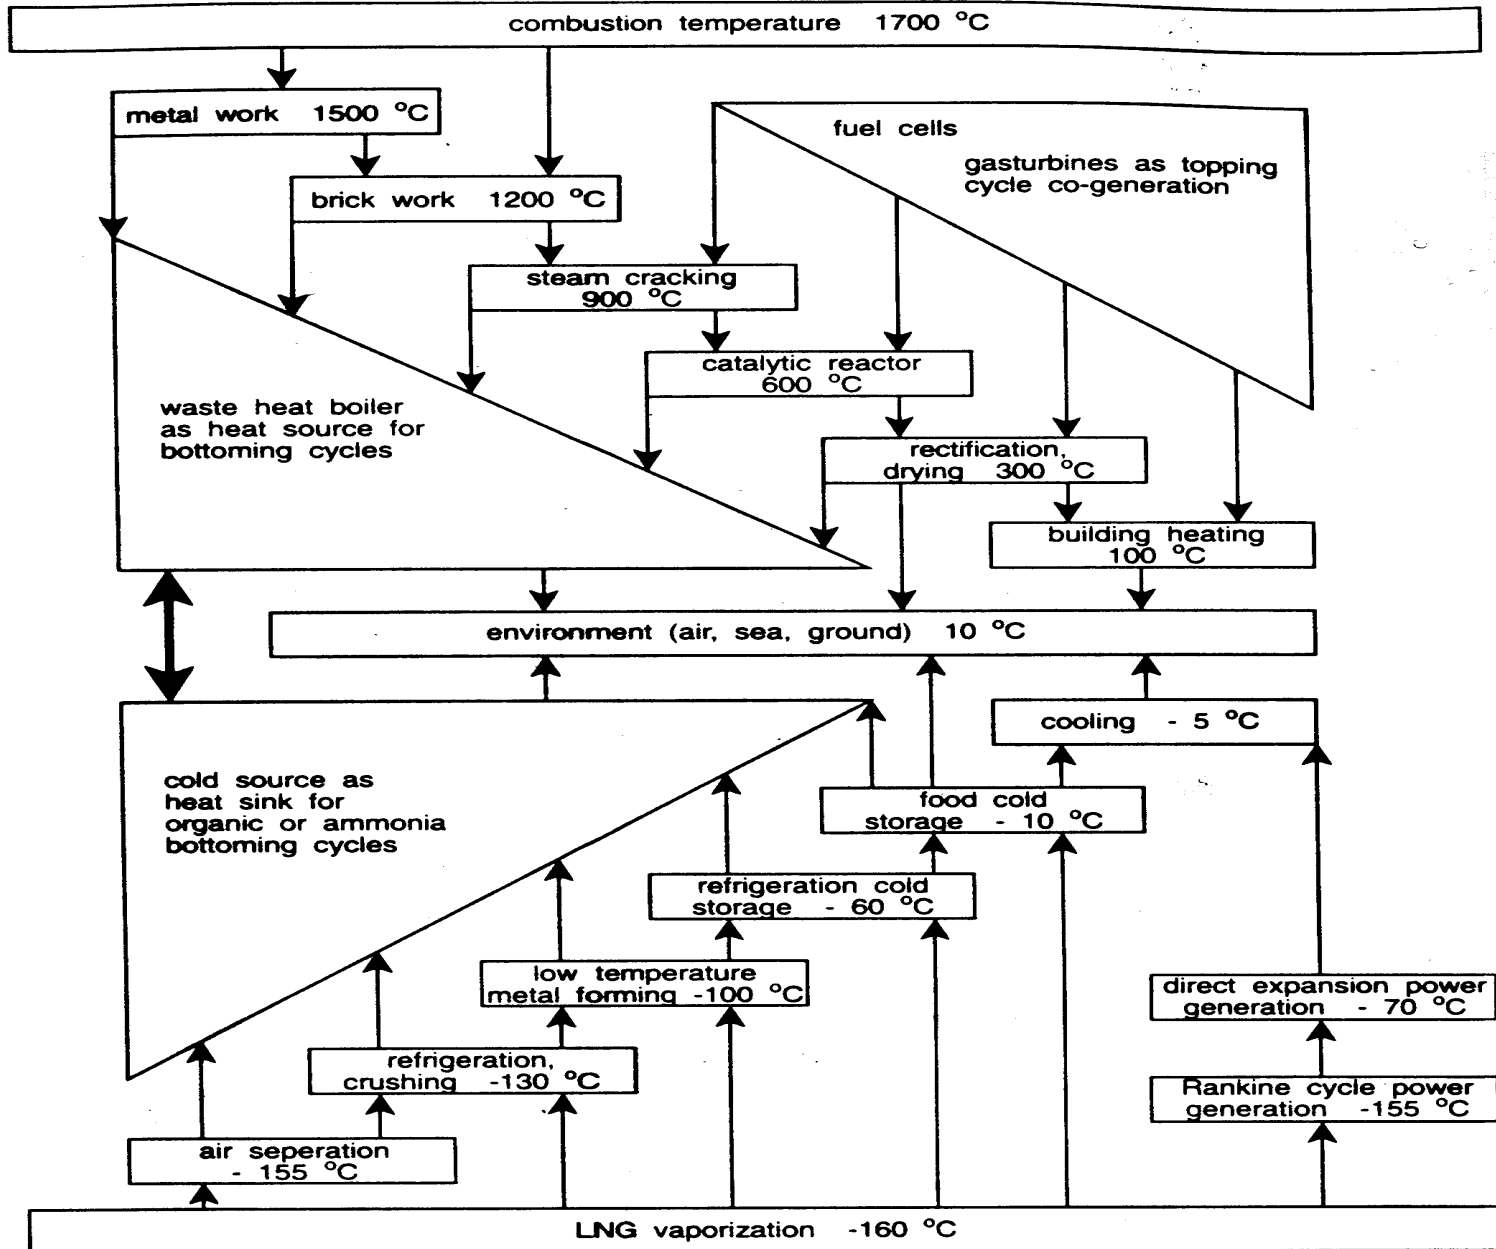 combustion temperature 1700 °C
metal work 1500 °C
fuel cells
gasturbines as topping
cycle co-generation
brick work 1200 °C
steam cracking
900 °C
catalytic reactor
600 °C
waste heat boiler
as heat source for
bottoming cycles
rectification,
drying 300 °C
building heating
100 °C
environment (air, sea, ground) 10 °C
cooling - 5 °C
cold source as
heat sink for
organic or ammonia
bottoming cycles
food cold
storage - 10 °C
refrigeration cold
storage - 60 °C
low temperature
metal forming -100 °C
direct expansion power
generation - 70 °C
refrigeration,
crushing -130 °C
Rankine cycle power
generation -155 °C
air seperation
- 155 °C
LNG vaporization -160 °C